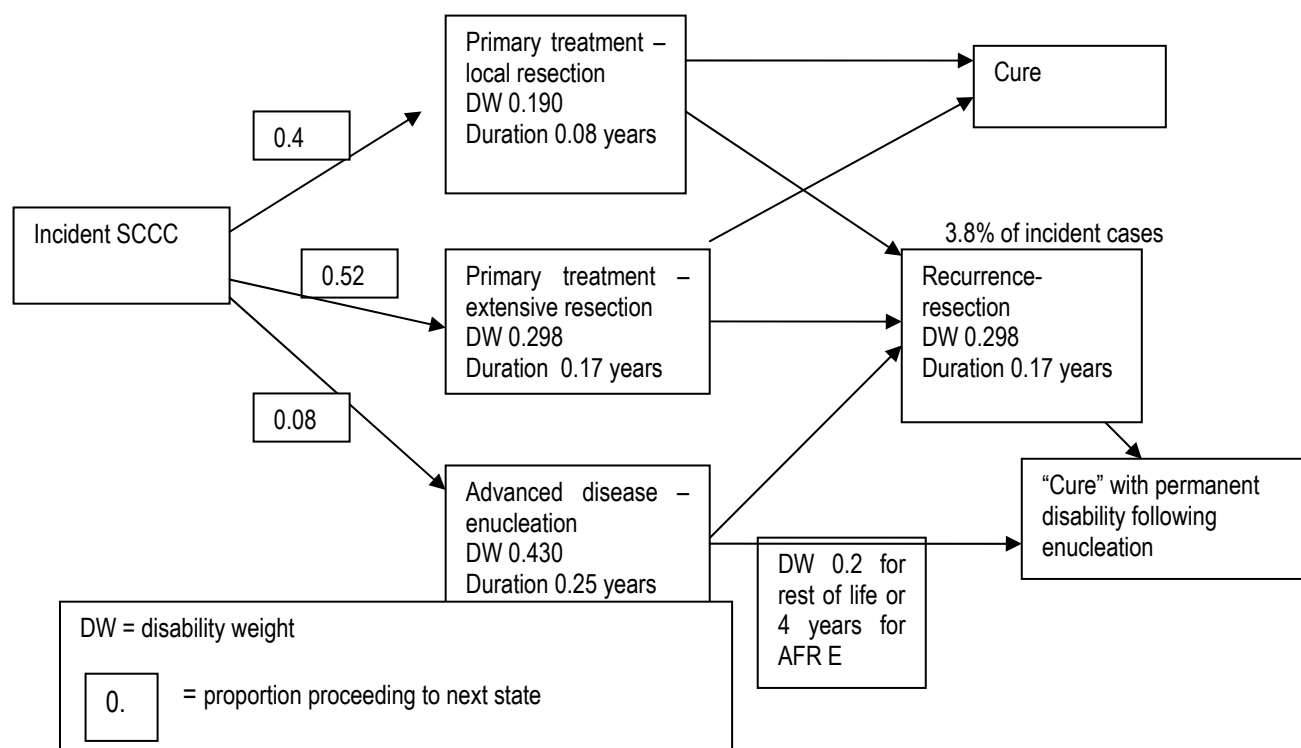 Primary treatment –
local resection
DW 0.190
Duration 0.08 years
Cure
0.4
Incident SCCC
3.8% of incident cases
0.52
Primary treatment –
extensive resection
DW 0.298
Duration 0.17 years
Recurrence-
resection
DW 0.298
Duration 0.17 years
0.08
Advanced disease –
enucleation
DW 0.430
Duration 0.25 years
“Cure” with permanent
disability following
enucleation
DW 0.2 for
rest of life or
4 years for
AFR E
DW = disability weight
0.
= proportion proceeding to next state